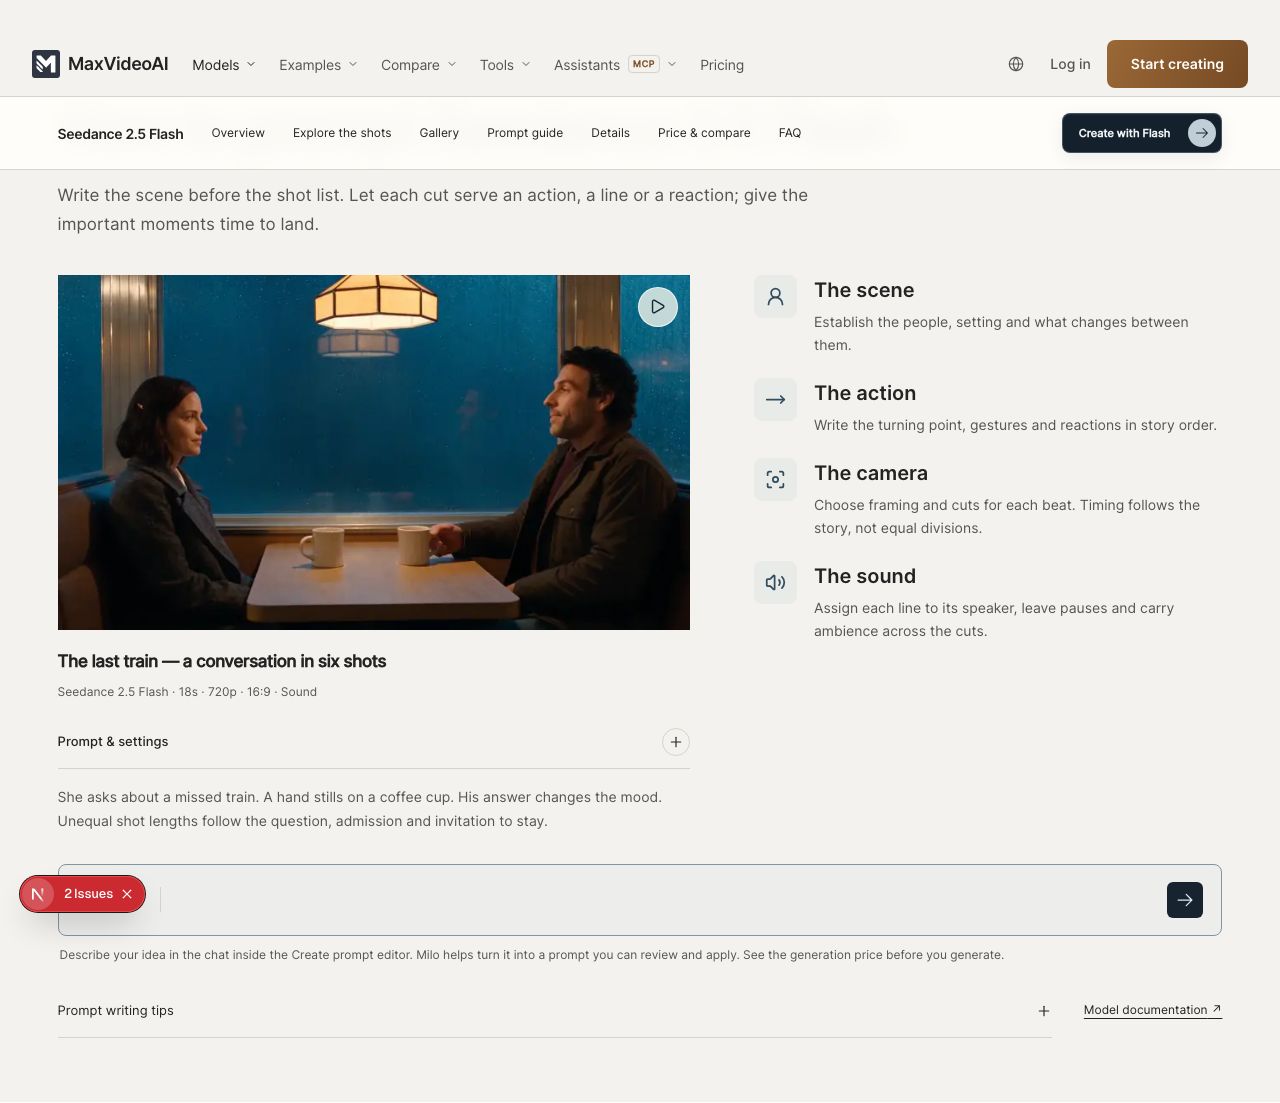 MaxVideoAI
Models
Examples
Compare
Tools
Assistants MCP
Pricing
Log in
Start creating
Seedance 2.5 Flash
Overview
Explore the shots
Gallery
Prompt guide
Details
Price & compare
FAQ
Create with Flash
Write the scene before the shot list. Let each cut serve an action, a line or a reaction; give the
important moments time to land.
The scene
Establish the people, setting and what changes between
them.
The action
Write the turning point, gestures and reactions in story order.
The camera
Choose framing and cuts for each beat. Timing follows the
story, not equal divisions.
The sound
Assign each line to its speaker, leave pauses and carry
ambience across the cuts.
The last train — a conversation in six shots
Seedance 2.5 Flash · 18s · 720p · 16:9 · Sound
Prompt & settings
She asks about a missed train. A hand stills on a coffee cup. His answer changes the mood.
Unequal shot lengths follow the question, admission and invitation to stay.
N 2 Issues
Describe your idea in the chat inside the Create prompt editor. Milo helps turn it into a prompt you can review and apply. See the generation price before you generate.
Prompt writing tips
Model documentation ↗